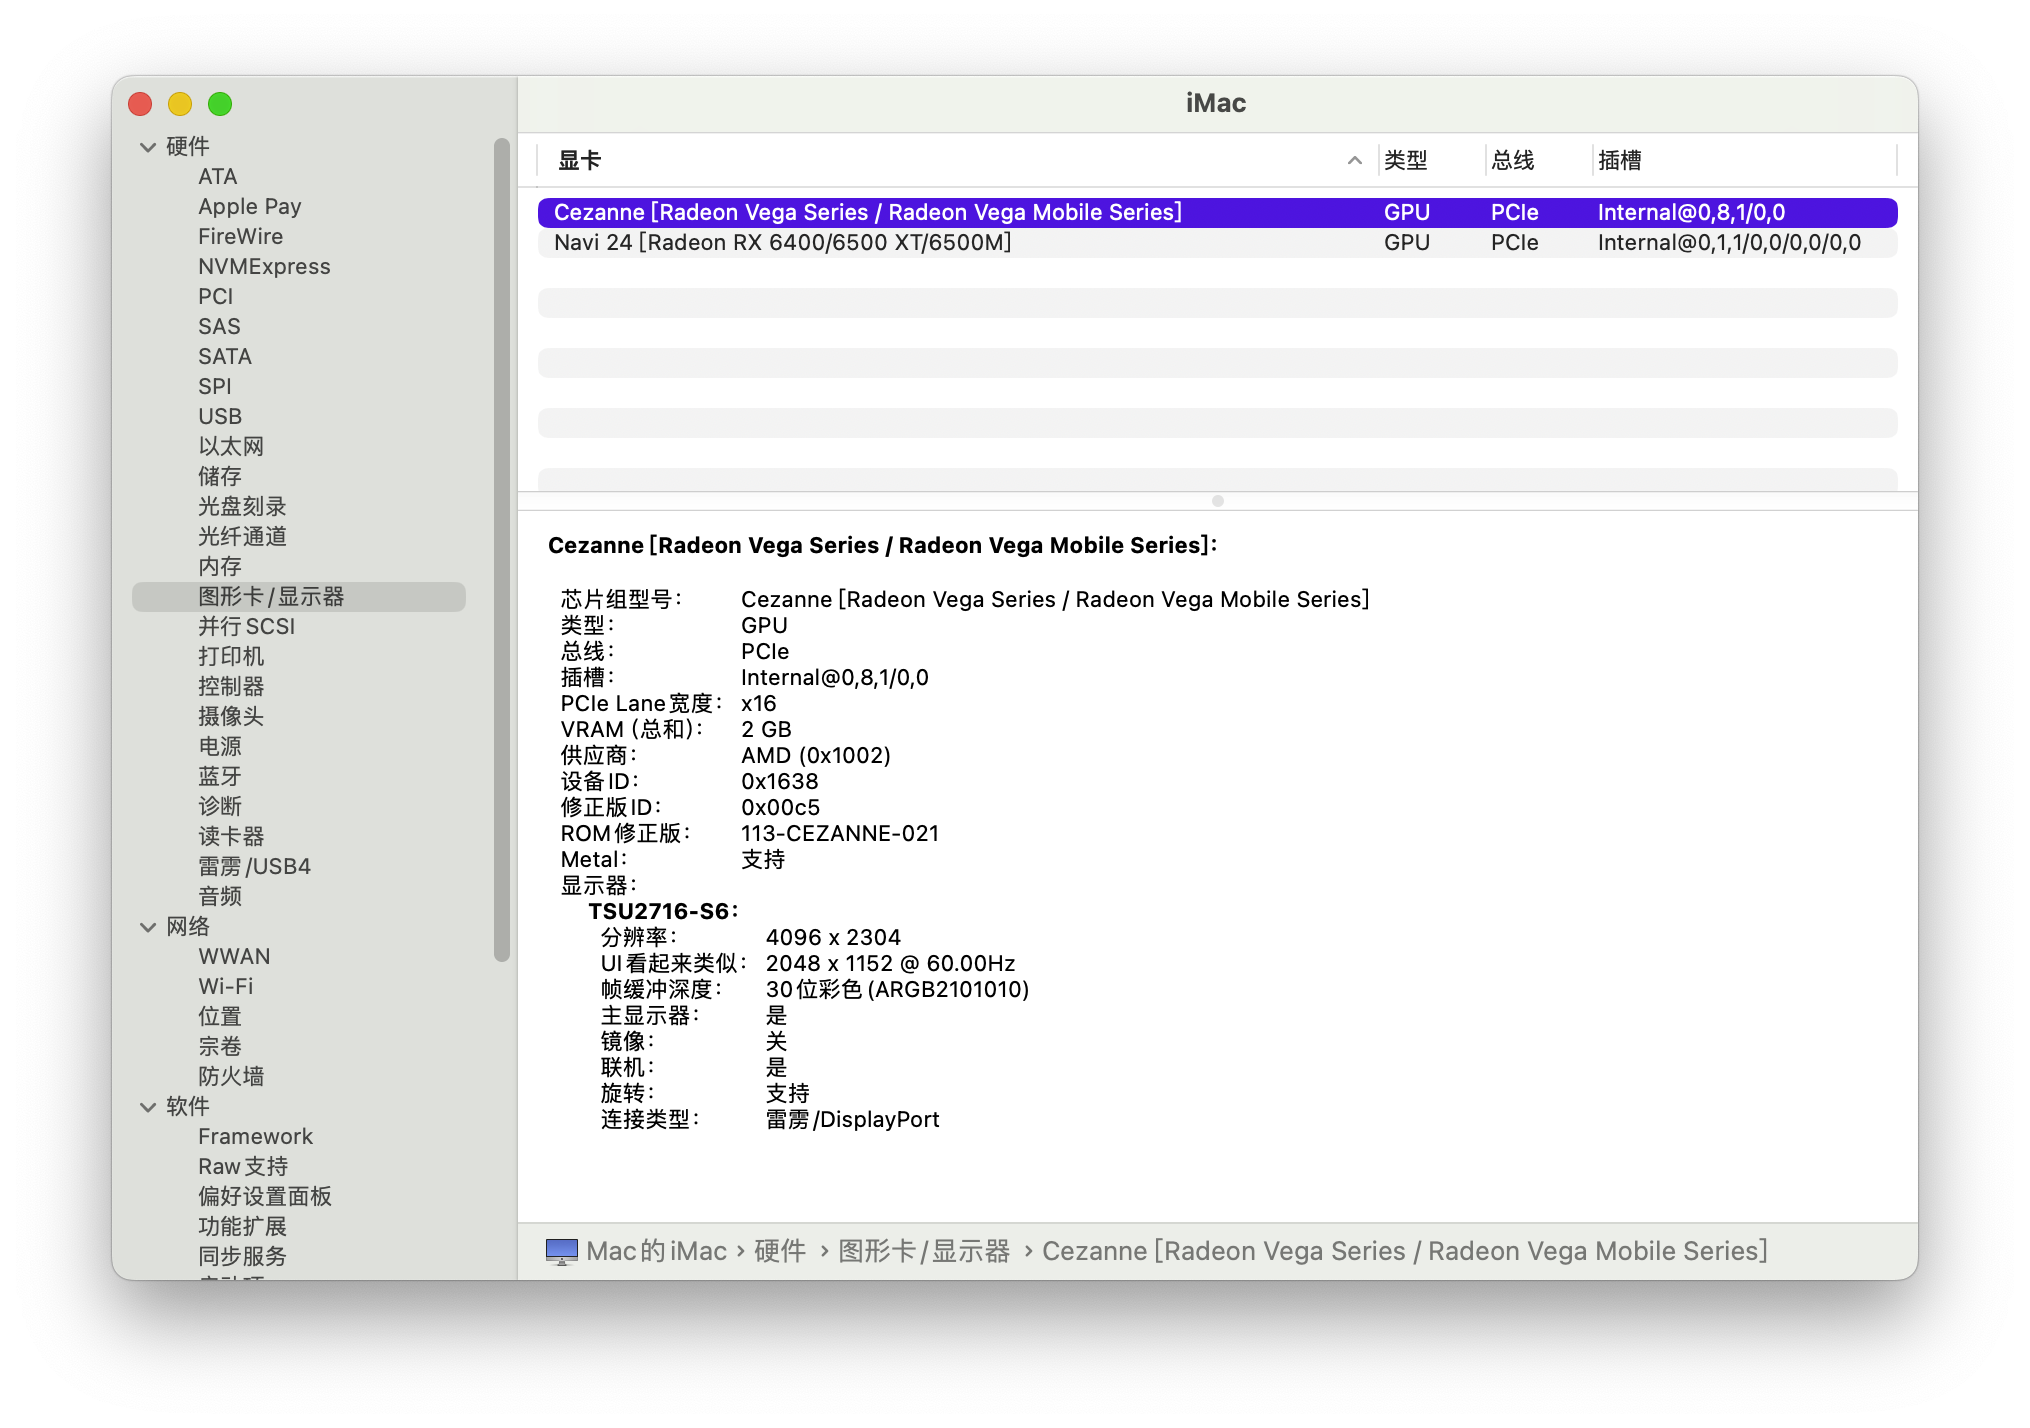 iMac
硬件
ATA
Apple Pay
FireWire
NVMExpress
PCI
SAS
SATA
SPI
USB
以太网
储存
光盘刻录
光纤通道
内存
图形卡/显示器
并行SCSI
打印机
控制器
摄像头
电源
蓝牙
诊断
读卡器
雷雳/USB4
音频
网络
WWAN
Wi-Fi
位置
宗卷
防火墙
软件
Framework
Raw支持
偏好设置面板
功能扩展
同步服务
显卡 类型 总线 插槽
Cezanne [Radeon Vega Series / Radeon Vega Mobile Series] GPU PCIe Internal@0,8,1/0,0
Navi 24 [Radeon RX 6400/6500 XT/6500M] GPU PCIe Internal@0,1,1/0,0/0,0/0,0
Cezanne [Radeon Vega Series / Radeon Vega Mobile Series]:
芯片组型号: Cezanne [Radeon Vega Series / Radeon Vega Mobile Series]
类型: GPU
总线: PCIe
插槽: Internal@0,8,1/0,0
PCIe Lane宽度: x16
VRAM (总和): 2 GB
供应商: AMD (0x1002)
设备ID: 0x1638
修正版ID: 0x00c5
ROM修正版: 113-CEZANNE-021
Metal: 支持
显示器:
TSU2716-S6:
分辨率: 4096 x 2304
UI看起来类似: 2048 x 1152 @ 60.00Hz
帧缓冲深度: 30位彩色 (ARGB2101010)
主显示器: 是
镜像: 关
联机: 是
旋转: 支持
连接类型: 雷雳/DisplayPort
Mac的iMac › 硬件 › 图形卡/显示器 › Cezanne [Radeon Vega Series / Radeon Vega Mobile Series]